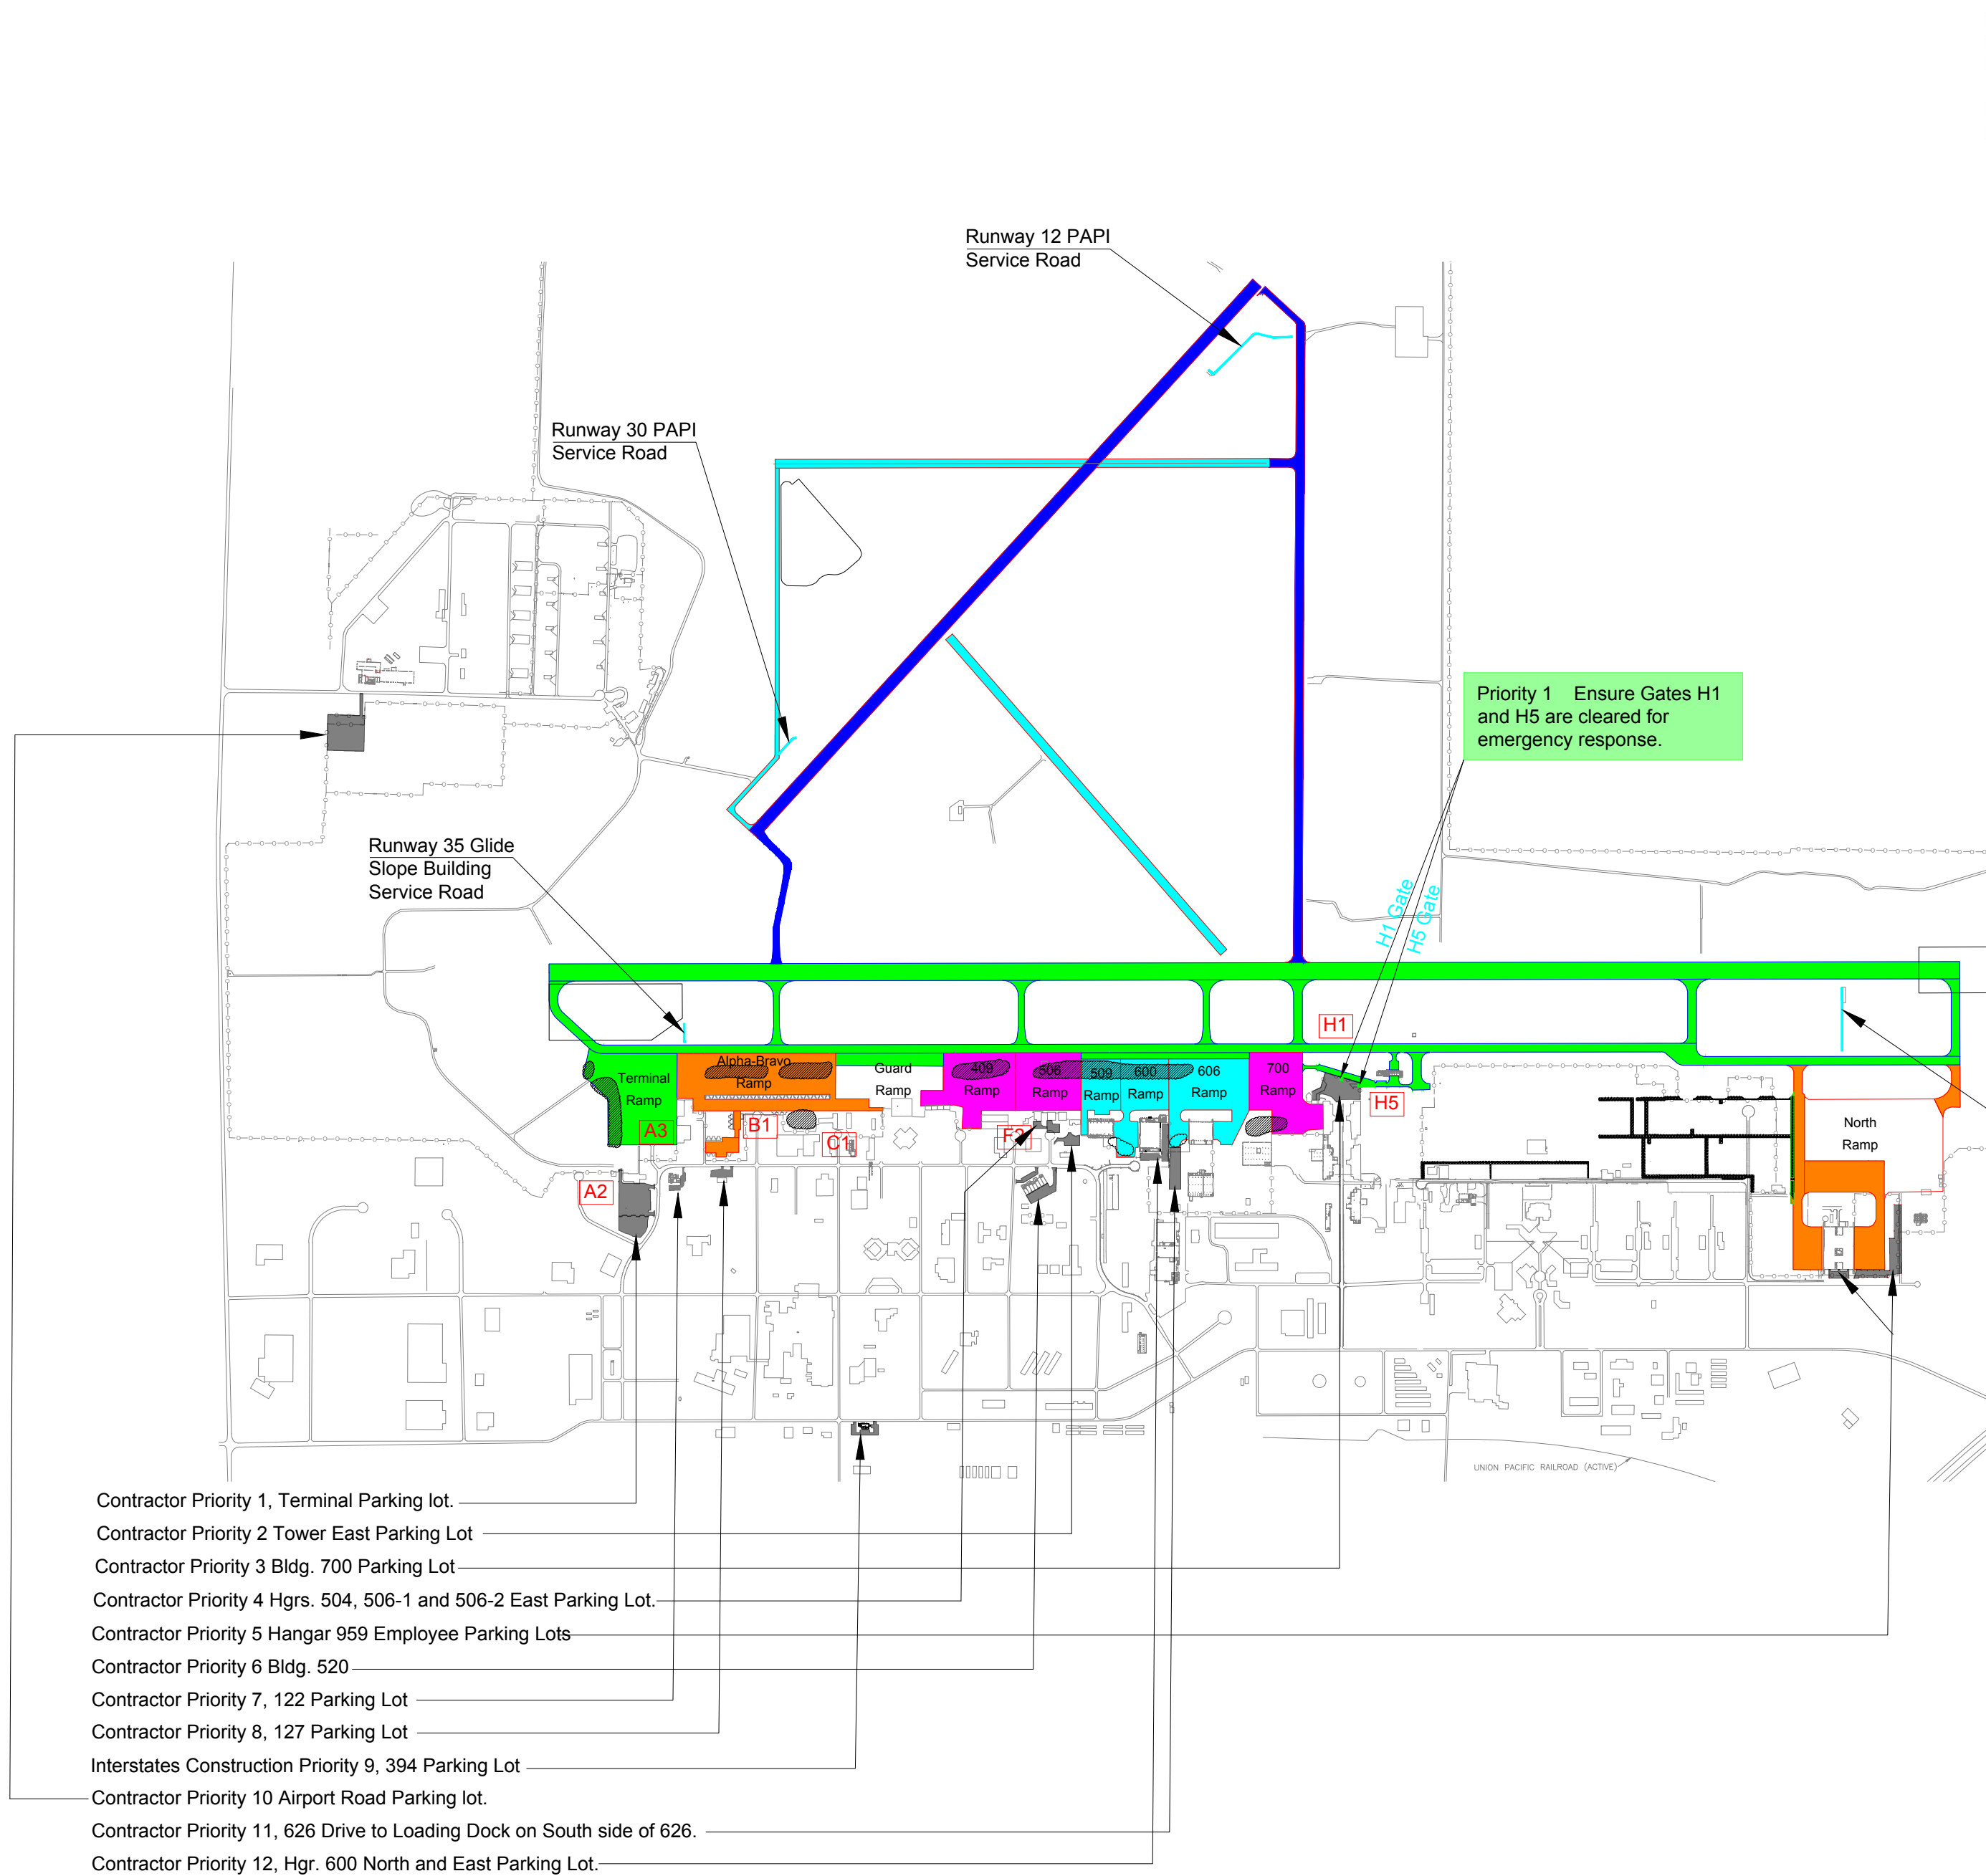 Runway 12 PAPI
Service Road
Runway 30 PAPI
Service Road
Priority 1 Ensure Gates H1
and H5 are cleared for
emergency response.
Runway 35 Glide
Slope Building
Service Road
H1 Gate
H5 Gate
H1
Terminal
Ramp
Alpha-Bravo
Ramp
Guard
Ramp
409
Ramp
506
Ramp
509
Ramp
600
Ramp
606
Ramp
700
Ramp
H5
North
Ramp
A3
B1
C1
A2
UNION PACIFIC RAILROAD (ACTIVE)
Contractor Priority 1, Terminal Parking lot.
Contractor Priority 2 Tower East Parking Lot
Contractor Priority 3 Bldg. 700 Parking Lot
Contractor Priority 4 Hgrs. 504, 506-1 and 506-2 East Parking Lot.
Contractor Priority 5 Hangar 959 Employee Parking Lots
Contractor Priority 6 Bldg. 520
Contractor Priority 7, 122 Parking Lot
Contractor Priority 8, 127 Parking Lot
Interstates Construction Priority 9, 394 Parking Lot
Contractor Priority 10 Airport Road Parking lot.
Contractor Priority 11, 626 Drive to Loading Dock on South side of 626.
Contractor Priority 12, Hgr. 600 North and East Parking Lot.